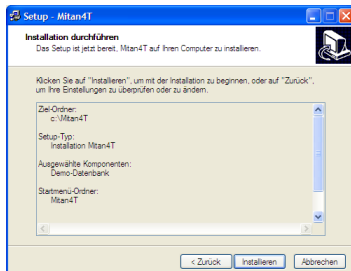 Setup - Mitan4T
Installation durchführen
Das Setup ist jetzt bereit, Mitan4T auf Ihren Computer zu installieren.
Klicken Sie auf "Installieren", um mit der Installation zu beginnen, oder auf "Zurück",
um Ihre Einstellungen zu überprüfen oder zu ändern.
Ziel-Ordner:
c:\Mitan4T
Setup-Typ:
Installation Mitan4T
Ausgewählte Komponenten:
Demo-Datenbank
Startmenü-Ordner:
Mitan4T
< Zurück
Installieren
Abbrechen